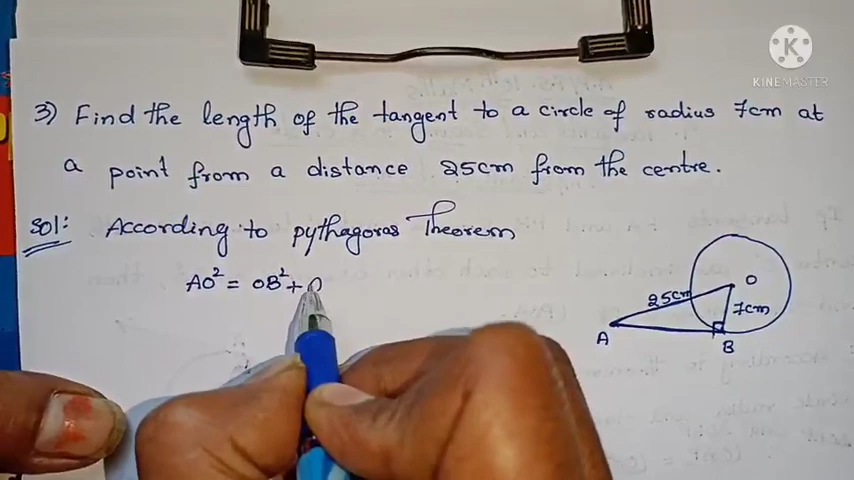 K
KINEMASTER
3) Find the length of the tangent to a circle of radius 7cm at
a point from a distance 25cm from the centre.
Sol: According to pythagoras Theorem
AO² = OB² + O
O
25cm
7cm
A
B